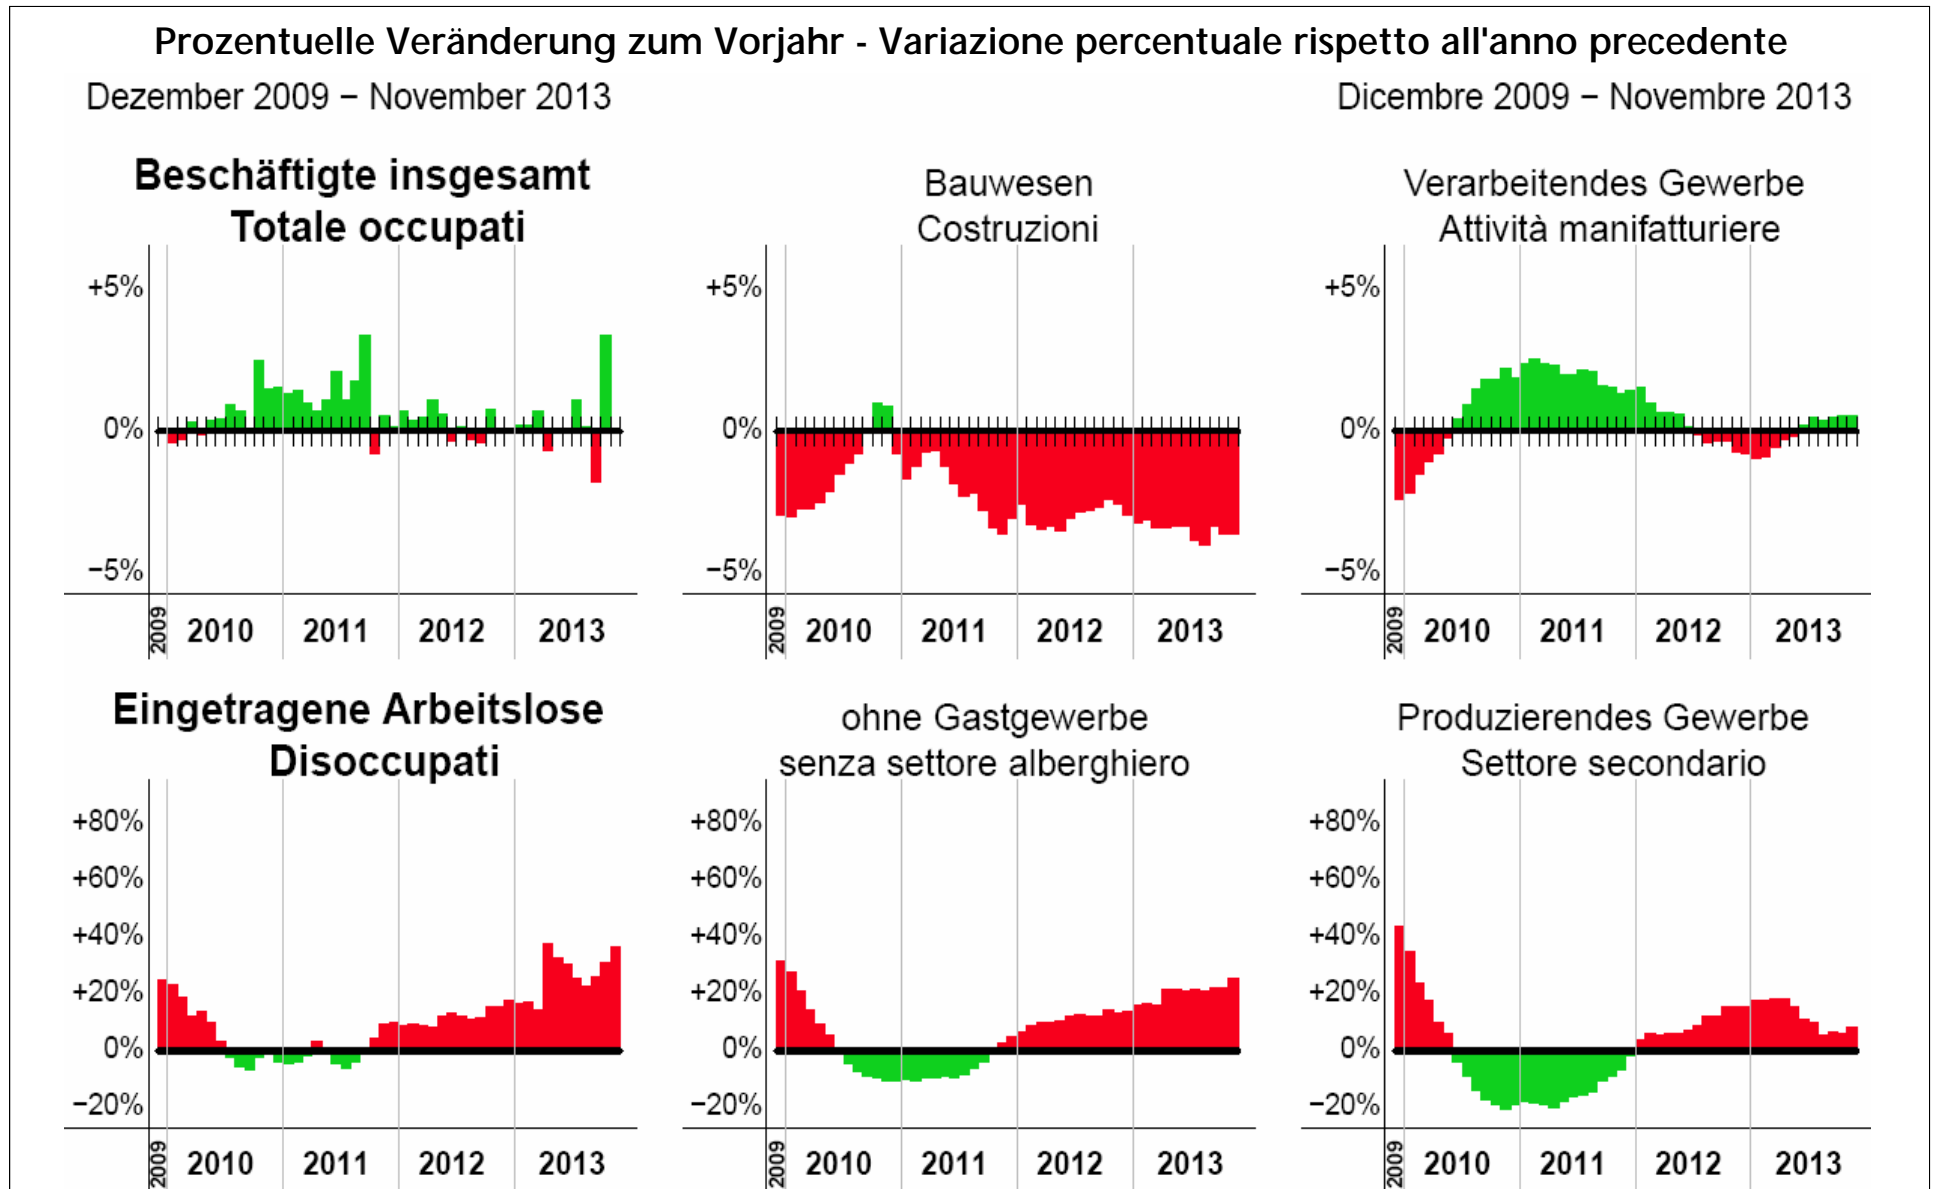 Prozentuelle Veränderung zum Vorjahr - Variazione percentuale rispetto all'anno precedente
Dezember 2009 – November 2013
Dicembre 2009 – Novembre 2013
Beschäftigte insgesamt
Totale occupati
+5%
0%
−5%
2009 2010 2011 2012 2013
Bauwesen
Costruzioni
+5%
0%
−5%
2009 2010 2011 2012 2013
Verarbeitendes Gewerbe
Attività manifatturiere
+5%
0%
−5%
2009 2010 2011 2012 2013
Eingetragene Arbeitslose
Disoccupati
+80%
+60%
+40%
+20%
0%
−20%
2009 2010 2011 2012 2013
ohne Gastgewerbe
senza settore alberghiero
+80%
+60%
+40%
+20%
0%
−20%
2009 2010 2011 2012 2013
Produzierendes Gewerbe
Settore secondario
+80%
+60%
+40%
+20%
0%
−20%
2009 2010 2011 2012 2013